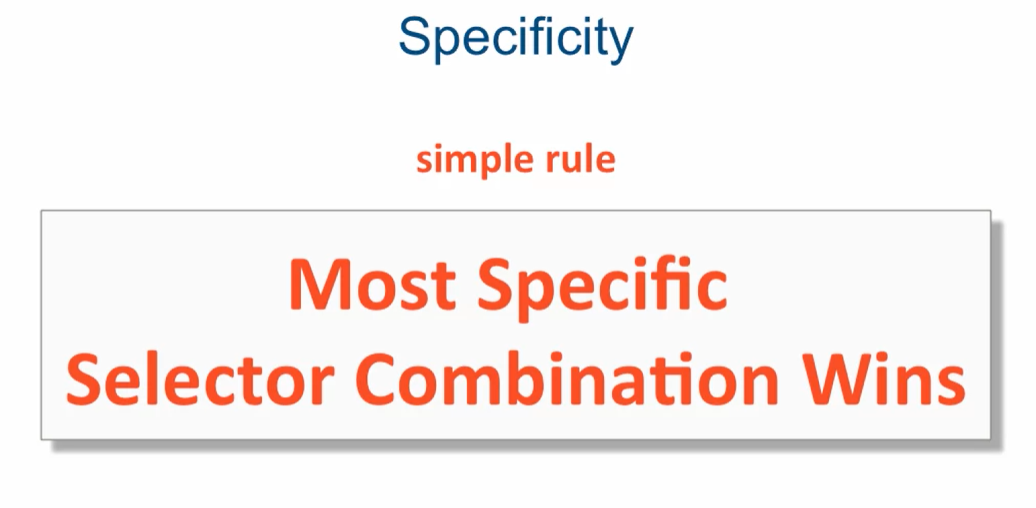 Specificity
simple rule
Most Specific
Selector Combination Wins